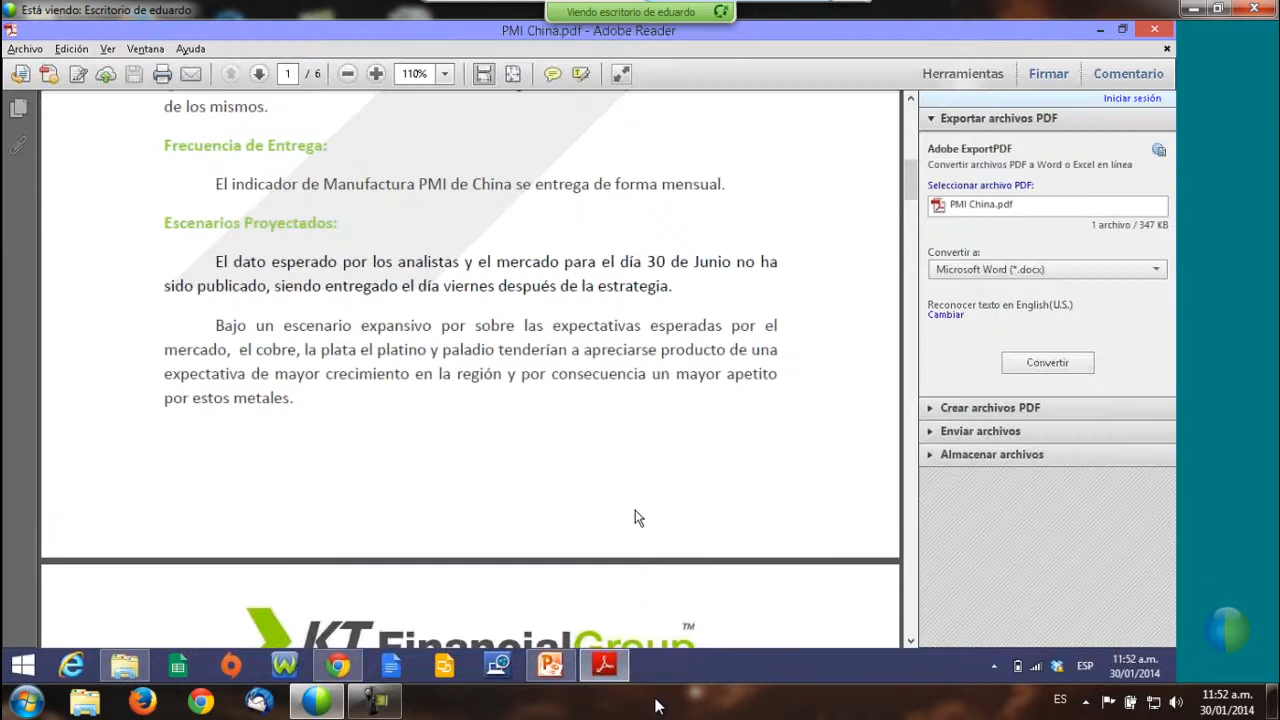 Está viendo: Escritorio de eduardo
Viendo escritorio de eduardo
PMI China.pdf - Adobe Reader
Archivo Edición Ver Ventana Ayuda
1 / 6 110% Herramientas Firmar Comentario
Iniciar sesión
de los mismos.
Frecuencia de Entrega:
El indicador de Manufactura PMI de China se entrega de forma mensual.
Escenarios Proyectados:
El dato esperado por los analistas y el mercado para el día 30 de Junio no ha
sido publicado, siendo entregado el día viernes después de la estrategia.
Bajo un escenario expansivo por sobre las expectativas esperadas por el
mercado, el cobre, la plata el platino y paladio tenderían a apreciarse producto de una
expectativa de mayor crecimiento en la región y por consecuencia un mayor apetito
por estos metales.
KT FinancialGroup™
Exportar archivos PDF
Adobe ExportPDF
Convertir archivos PDF a Word o Excel en línea
Seleccionar archivo PDF:
PMI China.pdf
1 archivo / 347 KB
Convertir a:
Microsoft Word (*.docx)
Reconocer texto en English(U.S.)
Cambiar
Convertir
Crear archivos PDF
Enviar archivos
Almacenar archivos
ESP 11:52 a.m.
30/01/2014
ES 11:52 a.m.
30/01/2014